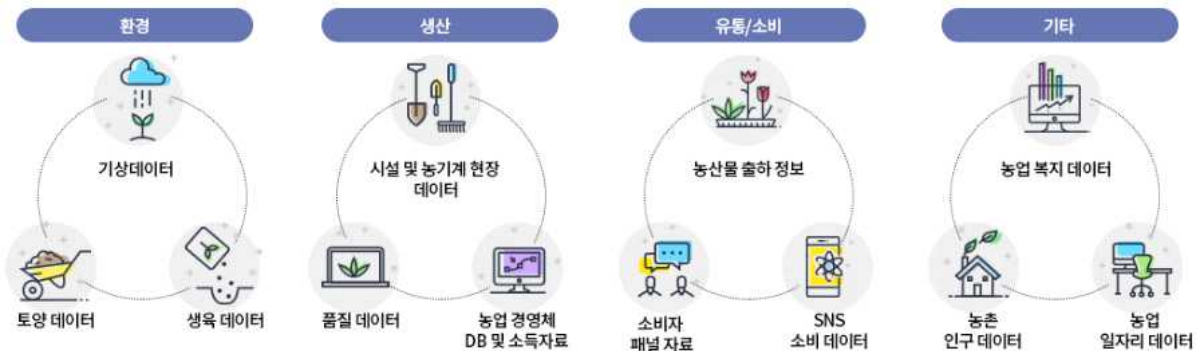 환경
기상데이터
토양 데이터
생육 데이터
생산
시설 및 농기계 현장
데이터
품질 데이터
농업 경영체
DB 및 소득자료
유통/소비
농산물 출하 정보
소비자
패널 자료
SNS
소비 데이터
기타
농업 복지 데이터
농촌
인구 데이터
농업
일자리 데이터